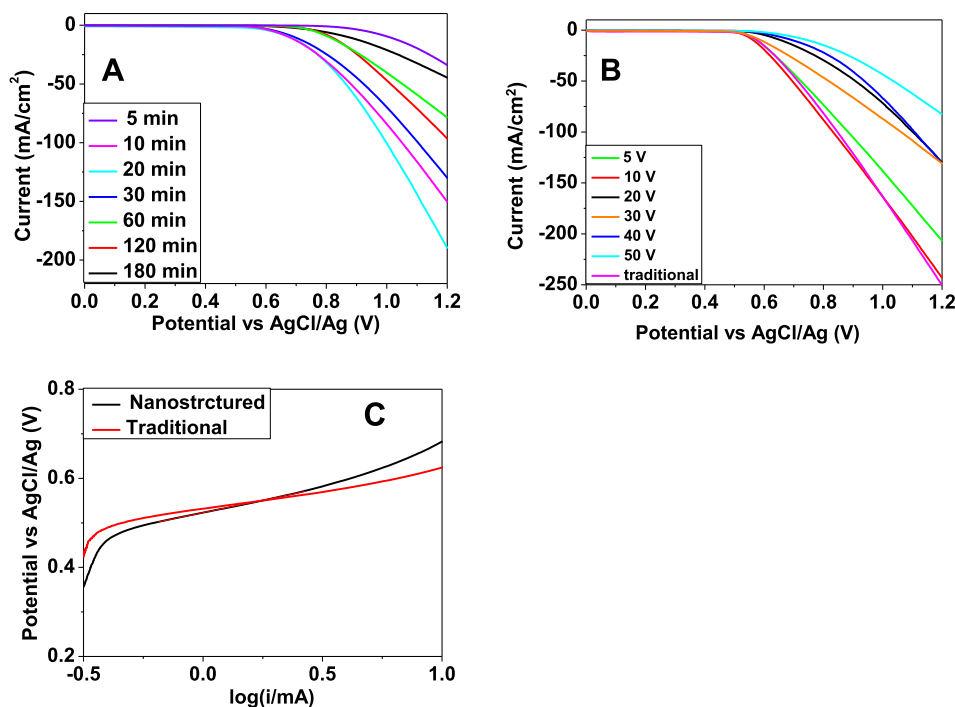 A
0
-50
-100
-150
-200
Current (mA/cm²)
5 min
10 min
20 min
30 min
60 min
120 min
180 min
0.0 0.2 0.4 0.6 0.8 1.0 1.2
Potential vs AgCl/Ag (V)
B
0
-50
-100
-150
-200
-250
Current (mA/cm²)
5 V
10 V
20 V
30 V
40 V
50 V
traditional
0.0 0.2 0.4 0.6 0.8 1.0 1.2
Potential vs AgCl/Ag (V)
C
0.8
0.6
0.4
0.2
Potential vs AgCl/Ag (V)
Nanostrctured
Traditional
-0.5 0.0 0.5 1.0
log(i/mA)